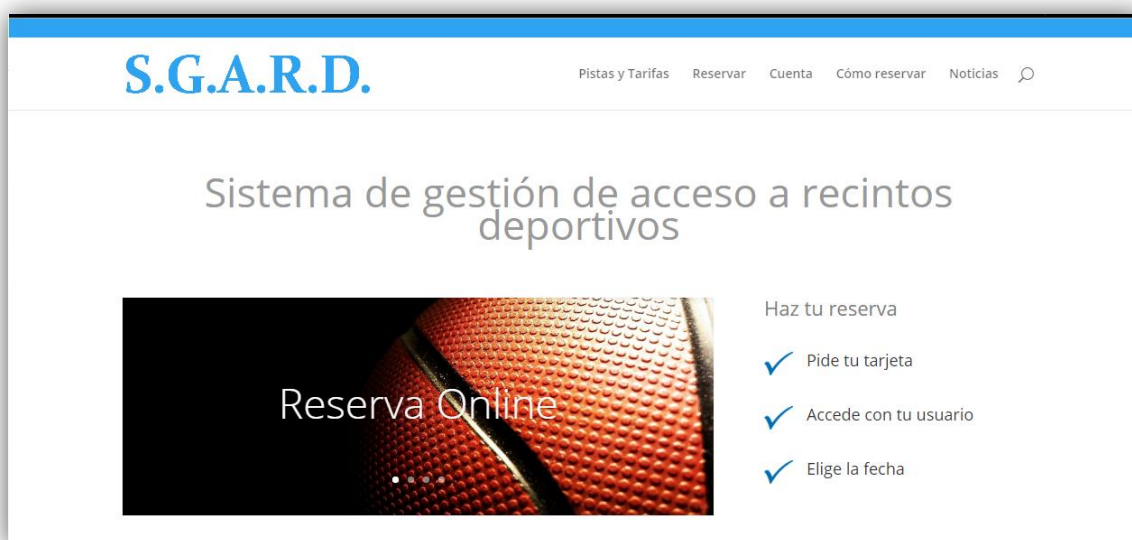 S.G.A.R.D.
Pistas y Tarifas Reservar Cuenta Cómo reservar Noticias
Sistema de gestión de acceso a recintos
deportivos
Reserva Online
Haz tu reserva
Pide tu tarjeta
Accede con tu usuario
Elige la fecha